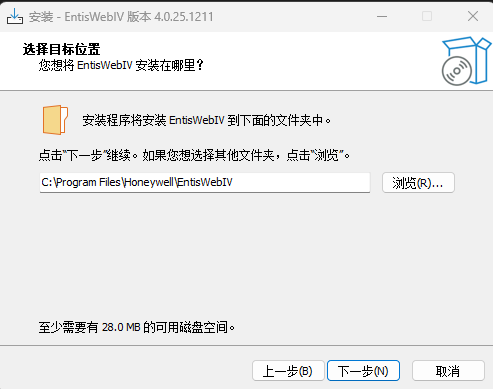 安装 - EntisWebIV 版本 4.0.25.1211
选择目标位置
您想将 EntisWebIV 安装在哪里？
安装程序将安装 EntisWebIV 到下面的文件夹中。
点击“下一步”继续。如果您想选择其他文件夹，点击“浏览”。
C:\Program Files\Honeywell\EntisWebIV
浏览(R)...
至少需要有 28.0 MB 的可用磁盘空间。
上一步(B)
下一步(N)
取消